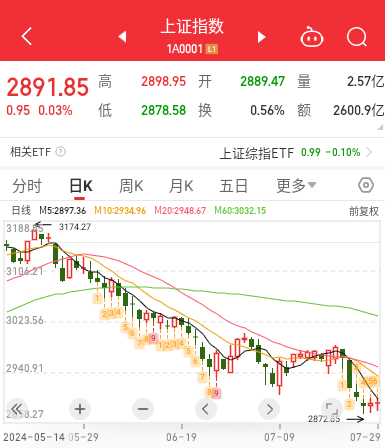 上证指数
1A0001 L1
2891.85 高 2898.95 开 2889.47 量 2.57亿
0.95 0.03% 低 2878.58 换 0.56% 额 2600.9亿
相关ETF 上证综指ETF 0.99 -0.10%
分时 日K 周K 月K 五日 更多
日线 M5:2897.36 M10:2934.96 M20:2948.67 M60:3032.15 前复权
3188.85 3174.27
3106.21
3023.56
2940.91
2858.27
2872.85
2024-05-14 05-29 06-19 07-09 07-29